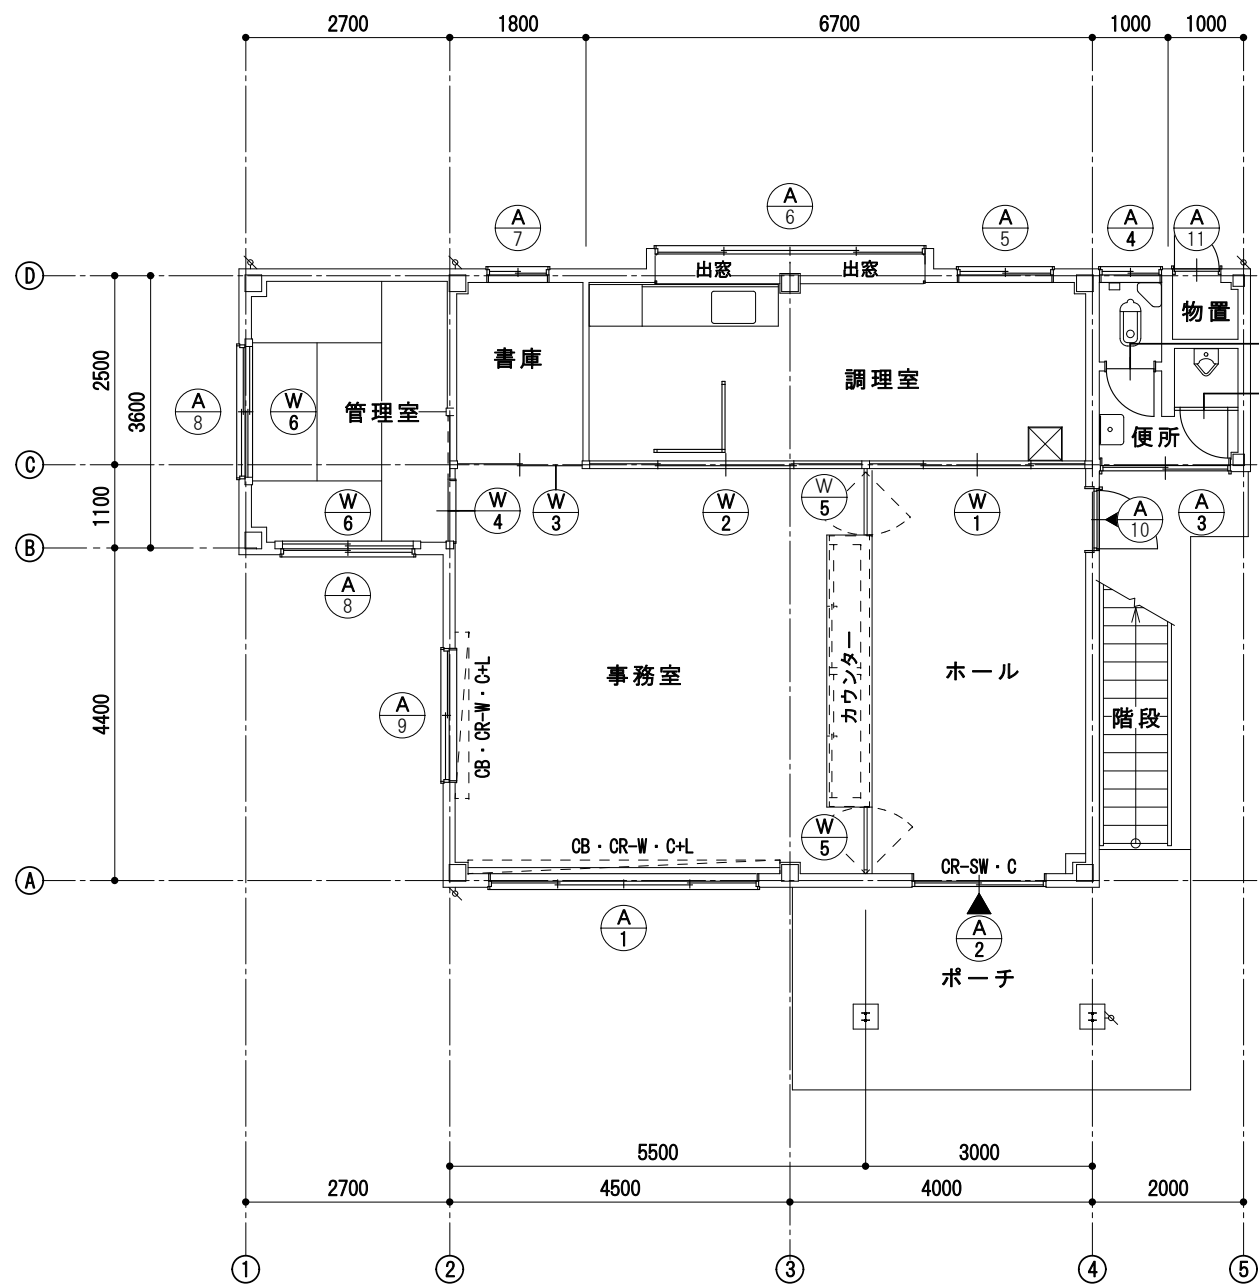 2700
1800
6700
1000
1000
A
6
A
7
A
5
A
4
A
11
D
出窓
出窓
物置
書庫
調理室
2500
3600
A
8
W
6
管理室
便所
C
1100
W
6
W
4
W
3
W
2
W
5
W
1
A
10
A
3
B
A
8
4400
事務室
カウンター
ホール
階段
A
9
CB・CR-W・C+L
CB・CR-W・C+L
W
5
CR-SW・C
A
A
1
A
2
ポーチ
5500
3000
2700
4500
4000
2000
1
2
3
4
5